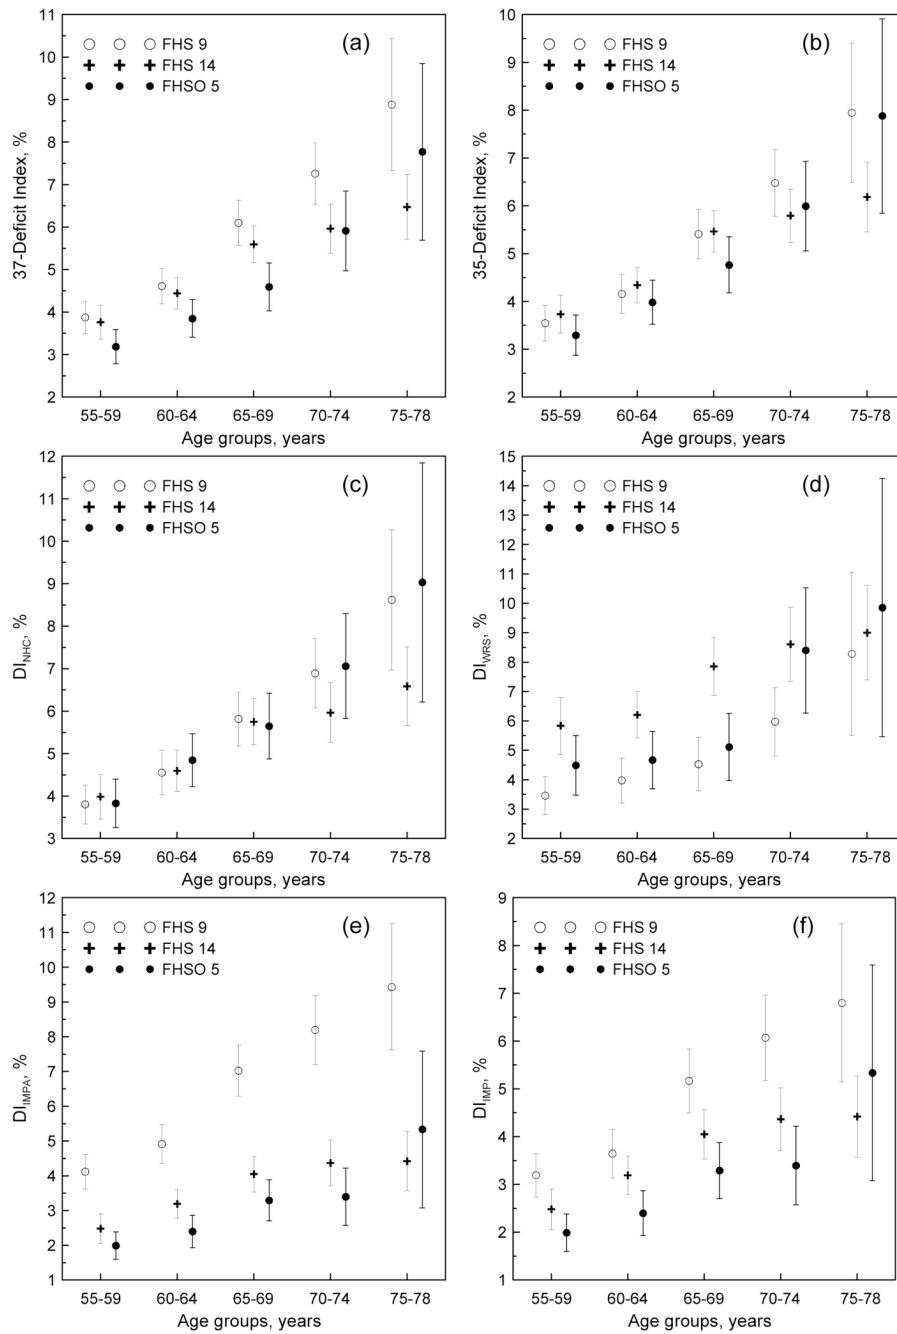 (a)
FHS 9
FHS 14
FHSO 5
37-Deficit Index, %
11
10
9
8
7
6
5
4
3
2
55-59 60-64 65-69 70-74 75-78
Age groups, years
(b)
FHS 9
FHS 14
FHSO 5
35-Deficit Index, %
10
9
8
7
6
5
4
3
2
55-59 60-64 65-69 70-74 75-78
Age groups, years
(c)
FHS 9
FHS 14
FHSO 5
DI_NHC, %
12
11
10
9
8
7
6
5
4
3
55-59 60-64 65-69 70-74 75-78
Age groups, years
(d)
FHS 9
FHS 14
FHSO 5
DI_WRS, %
15
14
13
12
11
10
9
8
7
6
5
4
3
2
55-59 60-64 65-69 70-74 75-78
Age groups, years
(e)
FHS 9
FHS 14
FHSO 5
DI_IMPA, %
12
11
10
9
8
7
6
5
4
3
2
1
55-59 60-64 65-69 70-74 75-78
Age groups, years
(f)
FHS 9
FHS 14
FHSO 5
DI_IMP, %
9
8
7
6
5
4
3
2
1
55-59 60-64 65-69 70-74 75-78
Age groups, years